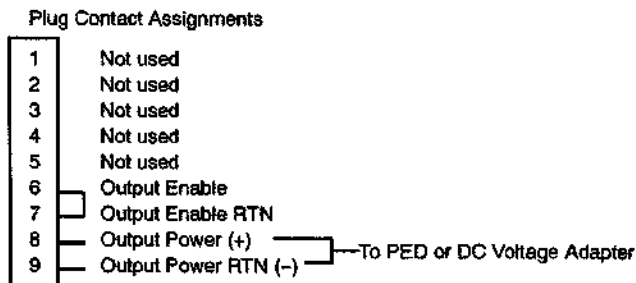 Plug Contact Assignments
1 Not used
2 Not used
3 Not used
4 Not used
5 Not used
6 Output Enable
7 Output Enable RTN
8 Output Power (+)
To PED or DC Voltage Adapter
9 Output Power RTN (–)